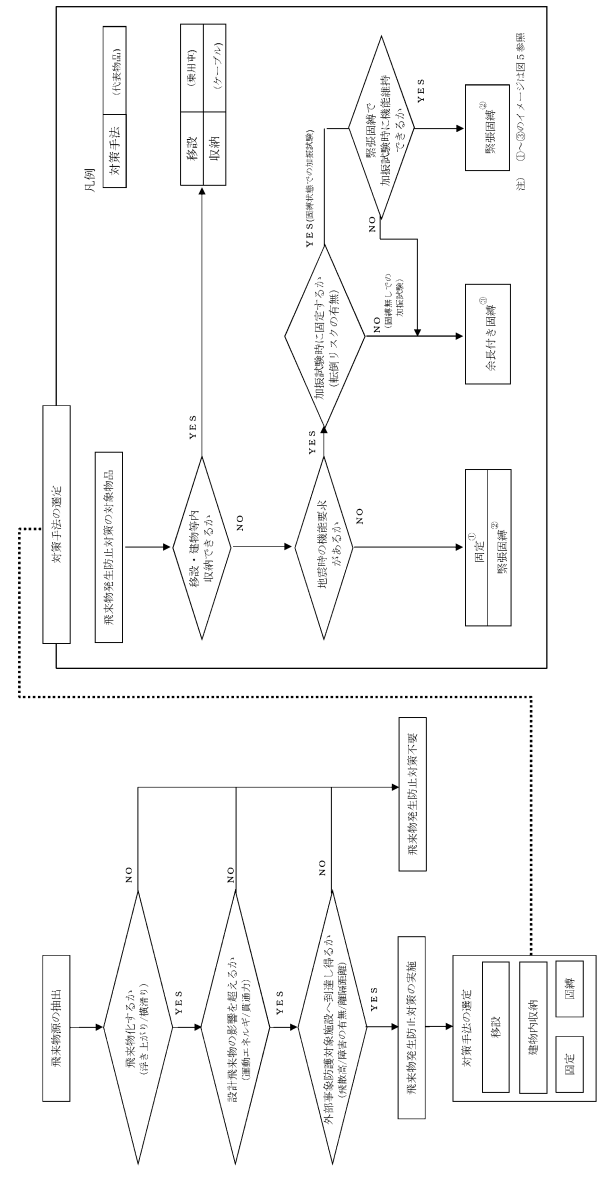 飛来物源の抽出
飛来物化するか
(浮き上がり/横滑り)
NO
YES
設計飛来物の影響を超えるか
(運動エネルギ/貫通力)
NO
YES
外部事象防護対象施設へ到達し得るか
(飛散高/障害の有無/離隔距離)
NO
YES
飛来物発生防止対策の実施
飛来物発生防止対策不要
対策手法の選定
移設
建物内収納
固定
固縛
対策手法の選定
凡例
対策手法
(代表物品)
飛来物発生防止対策の対象物品
移設・建物等内
収納できるか
YES
NO
移設
(乗用車)
収納
(ケーブル)
地震時の機能要求
があるか
YES
NO
加振試験時に固定するか
(転倒リスクの有無)
YES(固縛状態での加振試験)
NO
(固縛無しでの
加振試験)
緊張固縛で
加振試験時に機能維持
できるか
NO
YES
固定①
緊張固縛②
余長付き固縛③
緊張固縛②
注) ①~③のイメージは図5参照